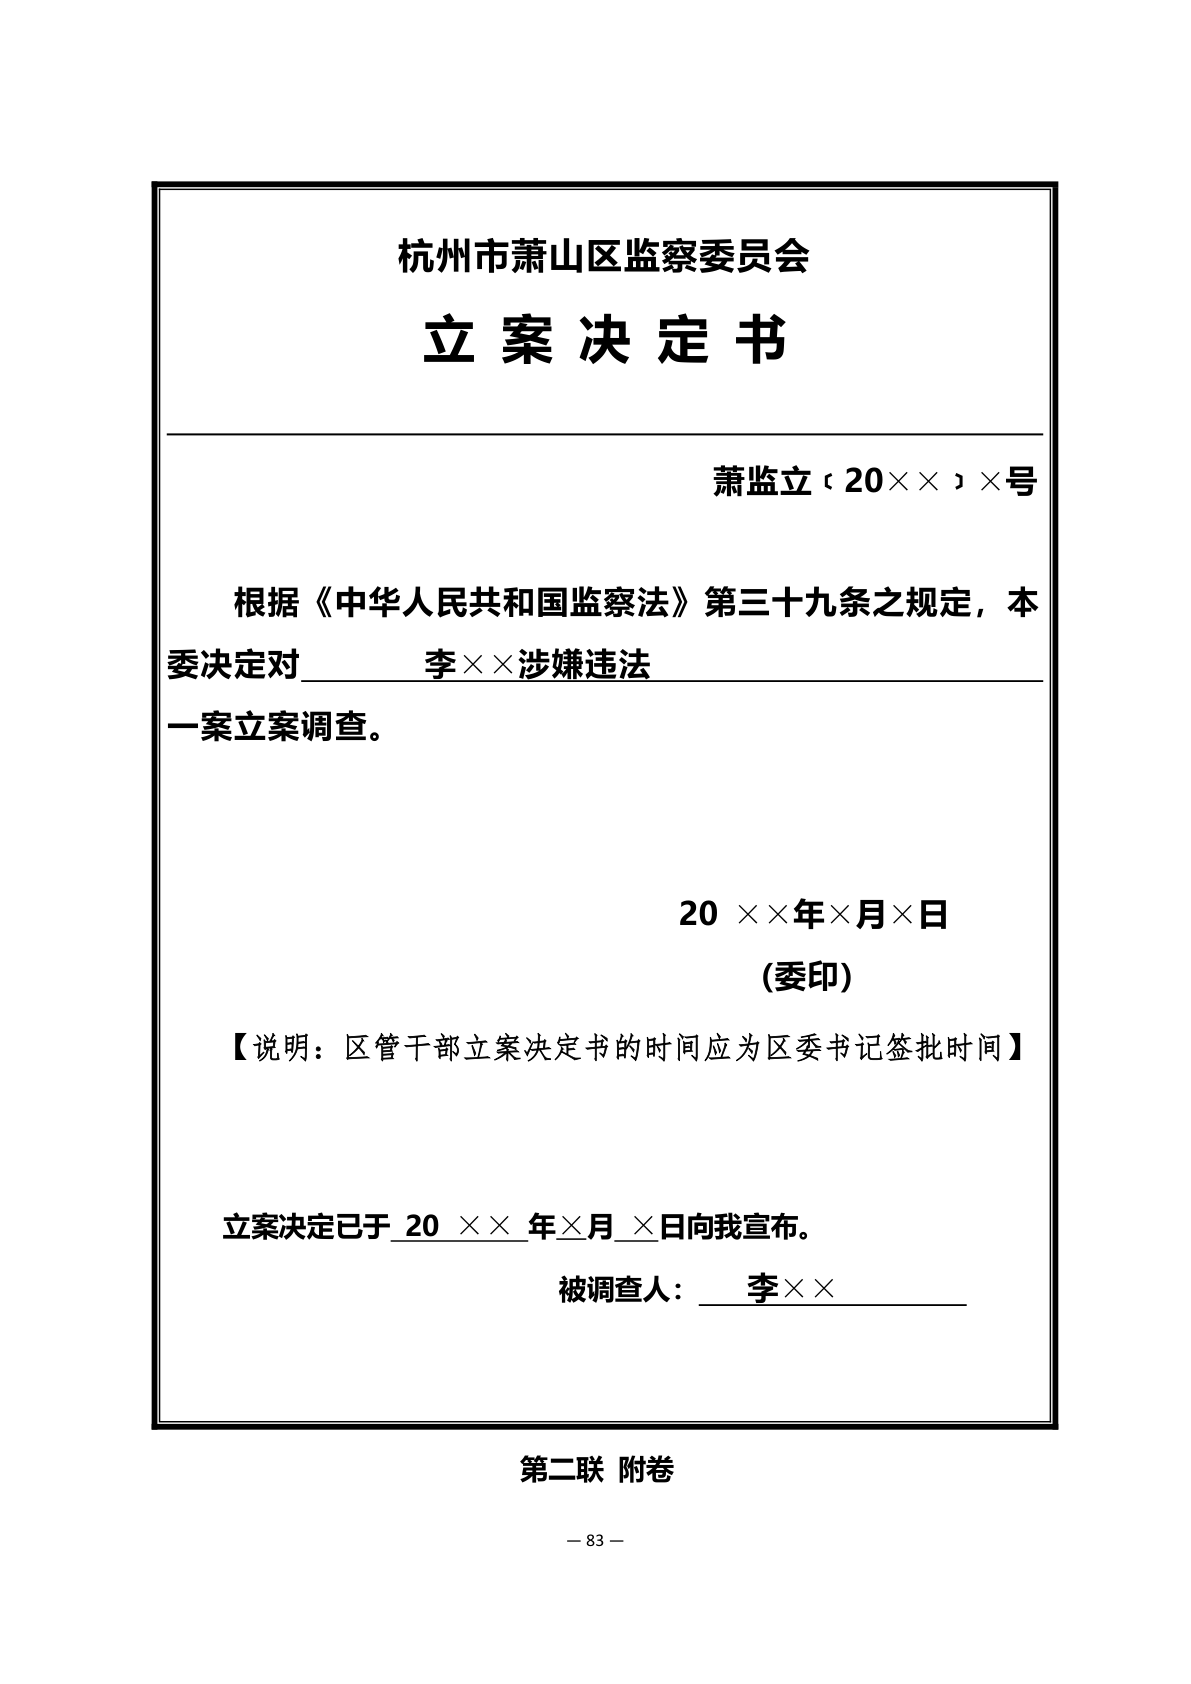 杭州市萧山区监察委员会
立 案 决 定 书
萧监立﹝20××﹞×号
根据《中华人民共和国监察法》第三十九条之规定，本
委决定对 李××涉嫌违法
一案立案调查。
20 ××年×月×日
(委印)
【说明：区管干部立案决定书的时间应为区委书记签批时间】
立案决定已于 20 ×× 年×月 ×日向我宣布。
被调查人： 李××
第二联 附卷
— 83 —